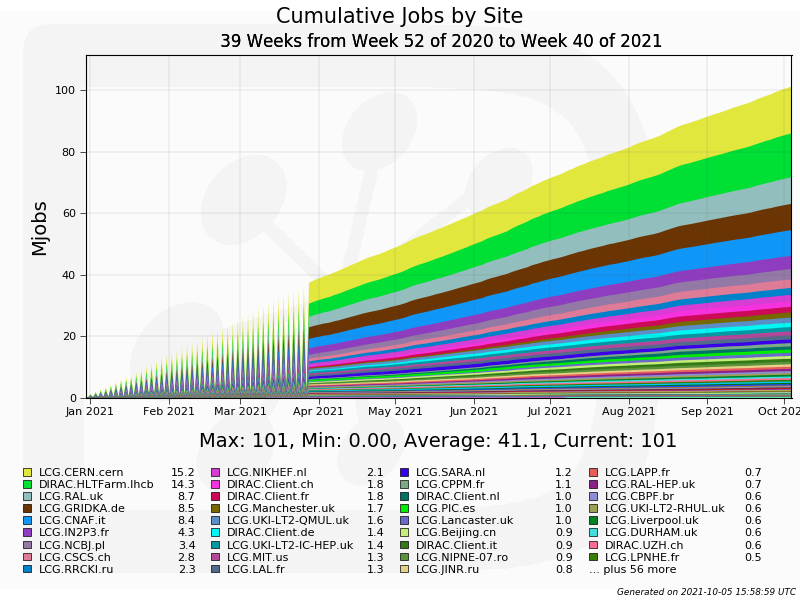 Cumulative Jobs by Site
39 Weeks from Week 52 of 2020 to Week 40 of 2021
Mjobs
100
80
60
40
20
0
Jan 2021 Feb 2021 Mar 2021 Apr 2021 May 2021 Jun 2021 Jul 2021 Aug 2021 Sep 2021 Oct 202
Max: 101, Min: 0.00, Average: 41.1, Current: 101
LCG.CERN.cern 15.2 LCG.NIKHEF.nl 2.1 LCG.SARA.nl 1.2 LCG.LAPP.fr 0.7
DIRAC.HLTFarm.lhcb 14.3 DIRAC.Client.ch 1.8 LCG.CPPM.fr 1.1 LCG.RAL-HEP.uk 0.7
LCG.RAL.uk 8.7 DIRAC.Client.fr 1.8 DIRAC.Client.nl 1.0 LCG.CBPF.br 0.6
LCG.GRIDKA.de 8.5 LCG.Manchester.uk 1.7 LCG.PIC.es 1.0 LCG.UKI-LT2-RHUL.uk 0.6
LCG.CNAF.it 8.4 LCG.UKI-LT2-QMUL.uk 1.6 LCG.Lancaster.uk 1.0 LCG.Liverpool.uk 0.6
LCG.IN2P3.fr 4.3 DIRAC.Client.de 1.4 LCG.Beijing.cn 0.9 LCG.DURHAM.uk 0.6
LCG.NCBJ.pl 3.4 LCG.UKI-LT2-IC-HEP.uk 1.4 DIRAC.Client.it 0.9 DIRAC.UZH.ch 0.6
LCG.CSCS.ch 2.8 LCG.MIT.us 1.3 LCG.NIPNE-07.ro 0.9 LCG.LPNHE.fr 0.5
LCG.RRCKI.ru 2.3 LCG.LAL.fr 1.3 LCG.JINR.ru 0.8 ... plus 56 more
Generated on 2021-10-05 15:58:59 UTC